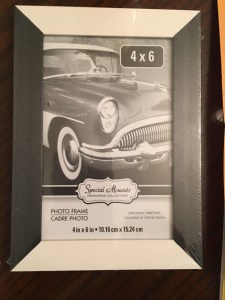 4 x 6
Special Moments
PHOTO FRAME
CADRE PHOTO
4 in x 6 in • 10.16 cm x 15.24 cm